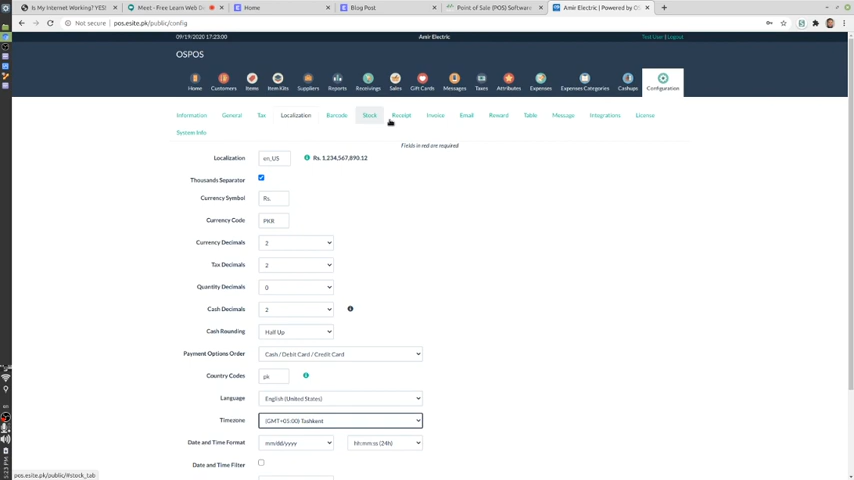 Is My Internet Working? YES!
Meet - Free Learn Web D
Home
Blog Post
Point of Sale (POS) Software
Amir Electric | Powered by OS
Not secure | pos.esite.pk/public/config
09/19/2020 17:23:00
Amir Electric
Test User | Logout
OSPOS
Home
Customers
Items
Item Kits
Suppliers
Reports
Receivings
Sales
Gift Cards
Messages
Taxes
Attributes
Expenses
Expenses Categories
Cashups
Configuration
Information
General
Tax
Localization
Barcode
Stock
Receipt
Invoice
Email
Reward
Table
Message
Integrations
License
System Info
Fields in red are required
Localization en_US Rs. 1,234,567,890.12
Thousands Separator
Currency Symbol Rs.
Currency Code PKR
Currency Decimals 2
Tax Decimals 2
Quantity Decimals 0
Cash Decimals 2
Cash Rounding Half Up
Payment Options Order Cash / Debit Card / Credit Card
Country Codes pk
Language English (United States)
Timezone (GMT+05:00) Tashkent
Date and Time Format mm/dd/yyyy hh:mm:ss (24h)
Date and Time Filter
pos.esite.pk/public/#stock_tab